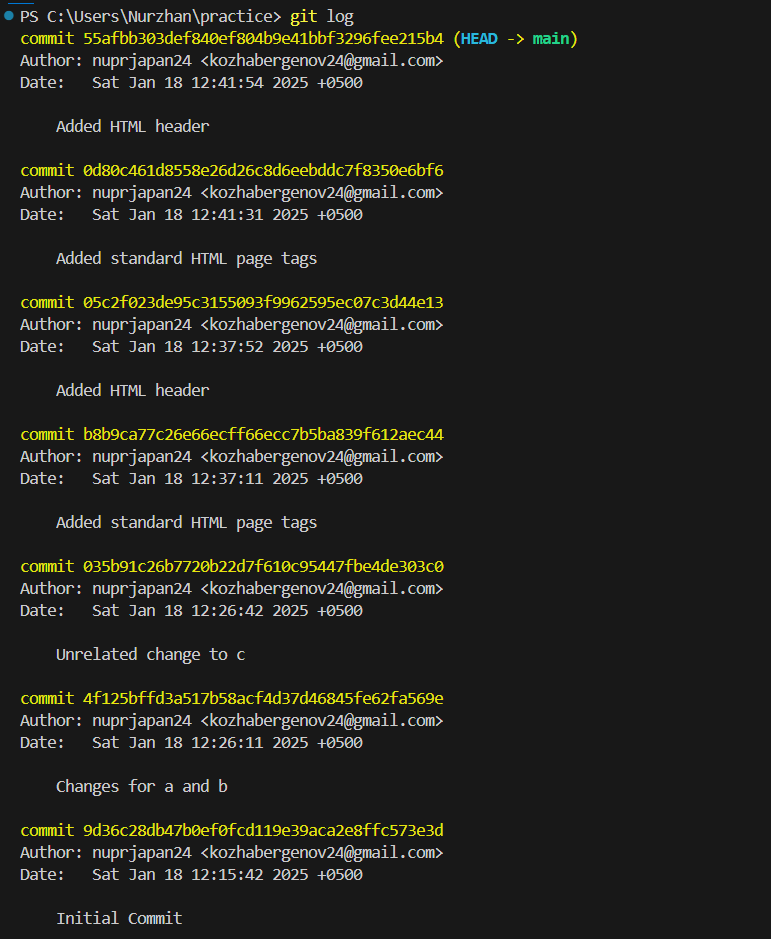 PS C:\Users\Nurzhan\practice> git log
commit 55afbb303def840ef804b9e41bbf3296fee215b4 (HEAD -> main)
Author: nuprjapan24 <kozhabergenov24@gmail.com>
Date:   Sat Jan 18 12:41:54 2025 +0500
Added HTML header
commit 0d80c461d8558e26d26c8d6eebddc7f8350e6bf6
Author: nuprjapan24 <kozhabergenov24@gmail.com>
Date:   Sat Jan 18 12:41:31 2025 +0500
Added standard HTML page tags
commit 05c2f023de95c3155093f9962595ec07c3d44e13
Author: nuprjapan24 <kozhabergenov24@gmail.com>
Date:   Sat Jan 18 12:37:52 2025 +0500
Added HTML header
commit b8b9ca77c26e66ecff66ecc7b5ba839f612aec44
Author: nuprjapan24 <kozhabergenov24@gmail.com>
Date:   Sat Jan 18 12:37:11 2025 +0500
Added standard HTML page tags
commit 035b91c26b7720b22d7f610c95447fbe4de303c0
Author: nuprjapan24 <kozhabergenov24@gmail.com>
Date:   Sat Jan 18 12:26:42 2025 +0500
Unrelated change to c
commit 4f125bffd3a517b58acf4d37d46845fe62fa569e
Author: nuprjapan24 <kozhabergenov24@gmail.com>
Date:   Sat Jan 18 12:26:11 2025 +0500
Changes for a and b
commit 9d36c28db47b0ef0fcd119e39aca2e8ffc573e3d
Author: nuprjapan24 <kozhabergenov24@gmail.com>
Date:   Sat Jan 18 12:15:42 2025 +0500
Initial Commit